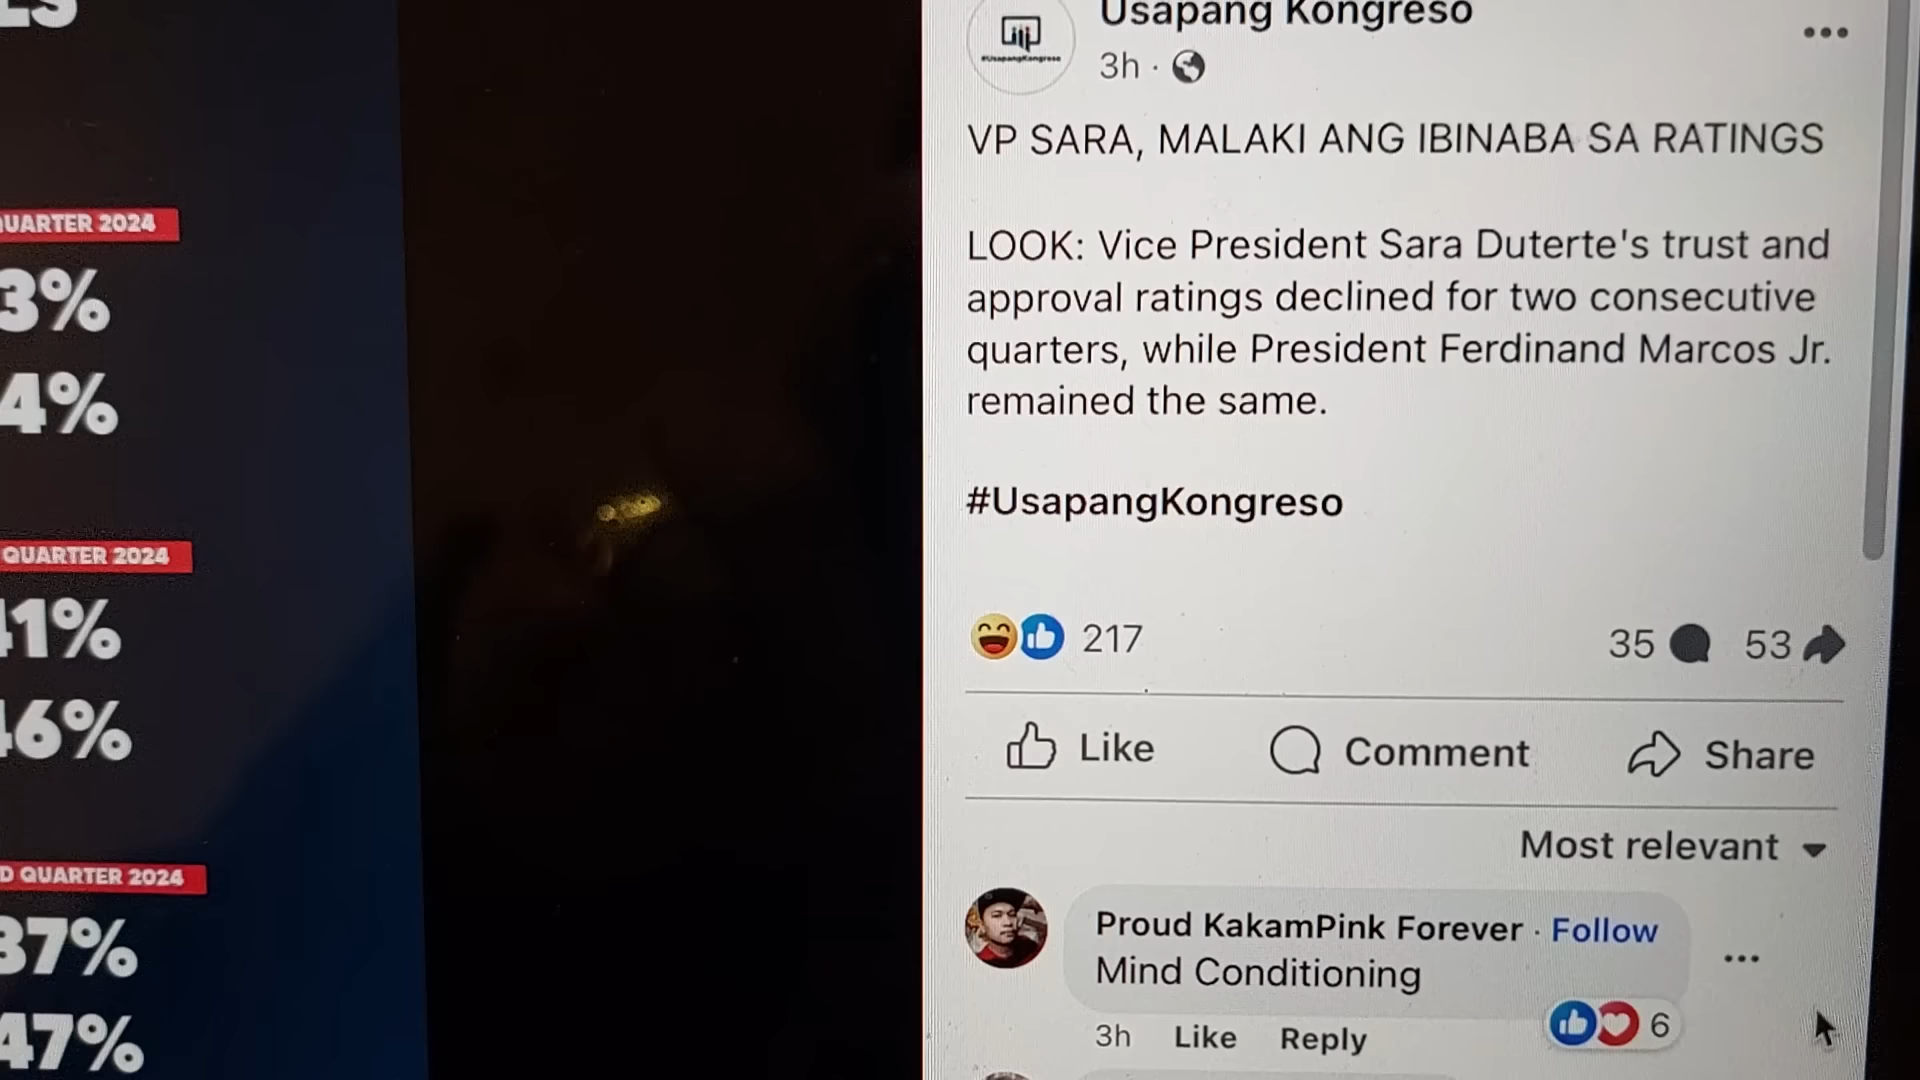 QUARTER 2024
3%
4%
QUARTER 2024
41%
46%
QUARTER 2024
37%
47%
Usapang Kongreso
#UsapangKongreso
3h ·
VP SARA, MALAKI ANG IBINABA SA RATINGS
LOOK: Vice President Sara Duterte's trust and
approval ratings declined for two consecutive
quarters, while President Ferdinand Marcos Jr.
remained the same.
#UsapangKongreso
217
35
53
Like
Comment
Share
Most relevant
Proud KakamPink Forever · Follow
Mind Conditioning
3h Like Reply
6